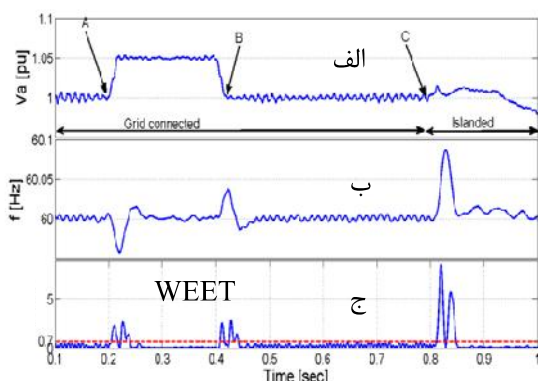 1.1
A
B
C
1.05
الف
Va [pu]
1
Grid connected
Islanded
60.1
60.05
ب
f [Hz]
60
WEET
ج
5
0.7
0
0.1 0.2 0.3 0.4 0.5 0.6 0.7 0.8 0.9 1
Time [sec]